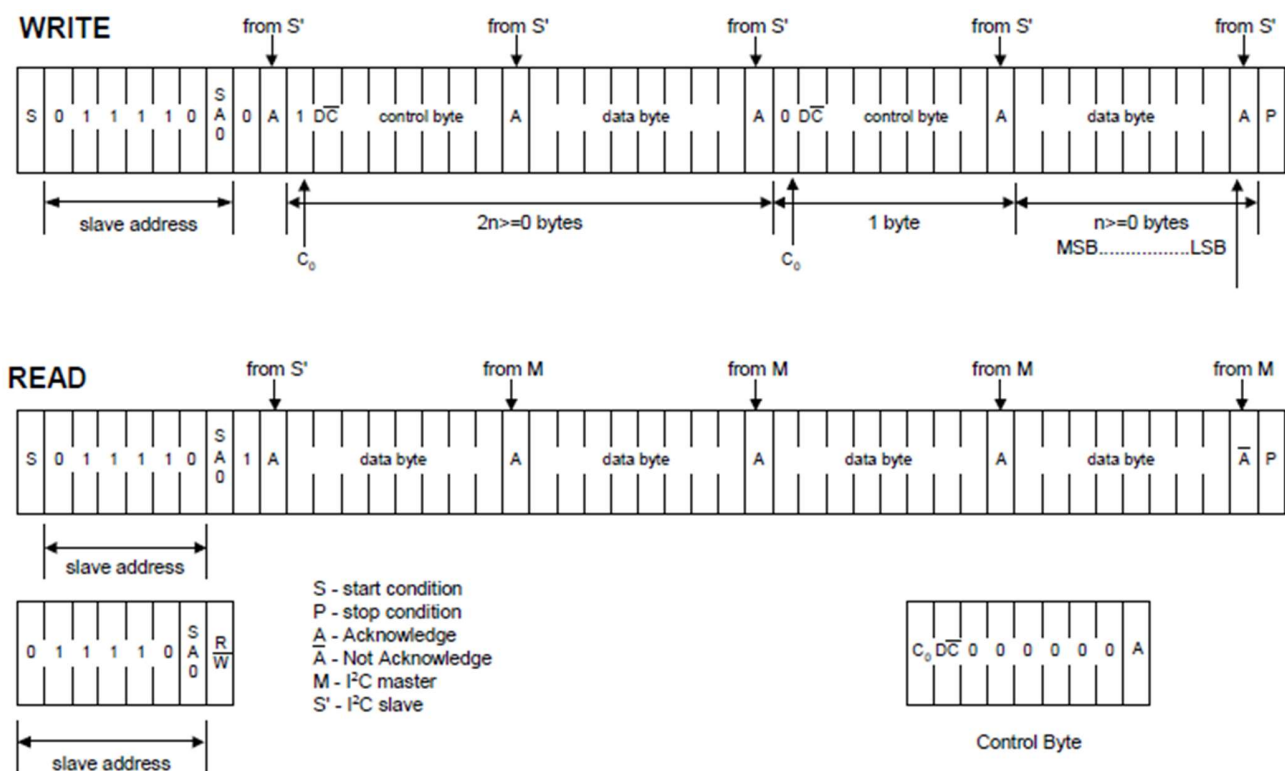 WRITE
from S' from S' from S' from S' from S'
S 0 1 1 1 1 0 SA0 0 A 1 DC̅ control byte A data byte A 0 DC̅ control byte A data byte A P
slave address 2n>=0 bytes 1 byte n>=0 bytes
MSB.................LSB
C₀ C₀
READ
from S' from M from M from M from M
S 0 1 1 1 1 0 SA0 1 A data byte A data byte A data byte A data byte A̅ P
slave address
0 1 1 1 1 0 SA0 R/W̅
slave address
S - start condition
P - stop condition
A - Acknowledge
A̅ - Not Acknowledge
M - I²C master
S' - I²C slave
C₀ DC̅ 0 0 0 0 0 0 A
Control Byte